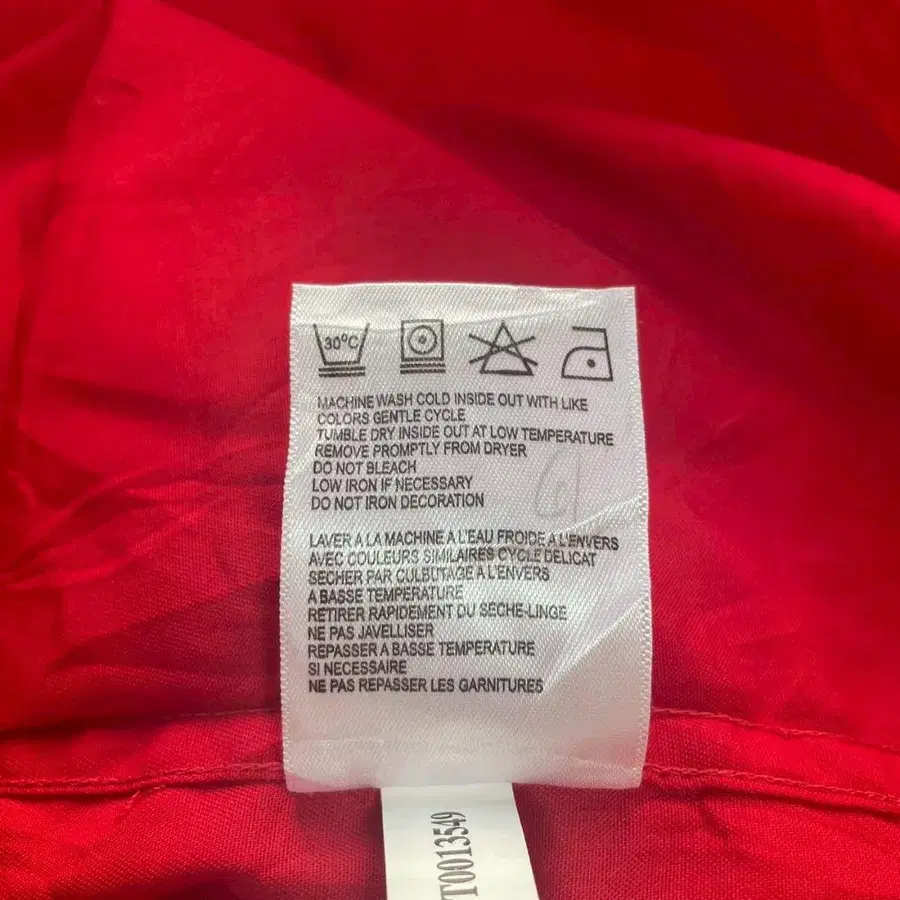 30°C
MACHINE WASH COLD INSIDE OUT WITH LIKE
COLORS GENTLE CYCLE
TUMBLE DRY INSIDE OUT AT LOW TEMPERATURE
REMOVE PROMPTLY FROM DRYER
DO NOT BLEACH
LOW IRON IF NECESSARY
DO NOT IRON DECORATION
LAVER A LA MACHINE A L'EAU FROIDE A L'ENVERS
AVEC COULEURS SIMILAIRES CYCLE DELICAT
SECHER PAR CULBUTAGE A L'ENVERS
A BASSE TEMPERATURE
RETIRER RAPIDEMENT DU SECHE-LINGE
NE PAS JAVELLISER
REPASSER A BASSE TEMPERATURE
SI NECESSAIRE
NE PAS REPASSER LES GARNITURES